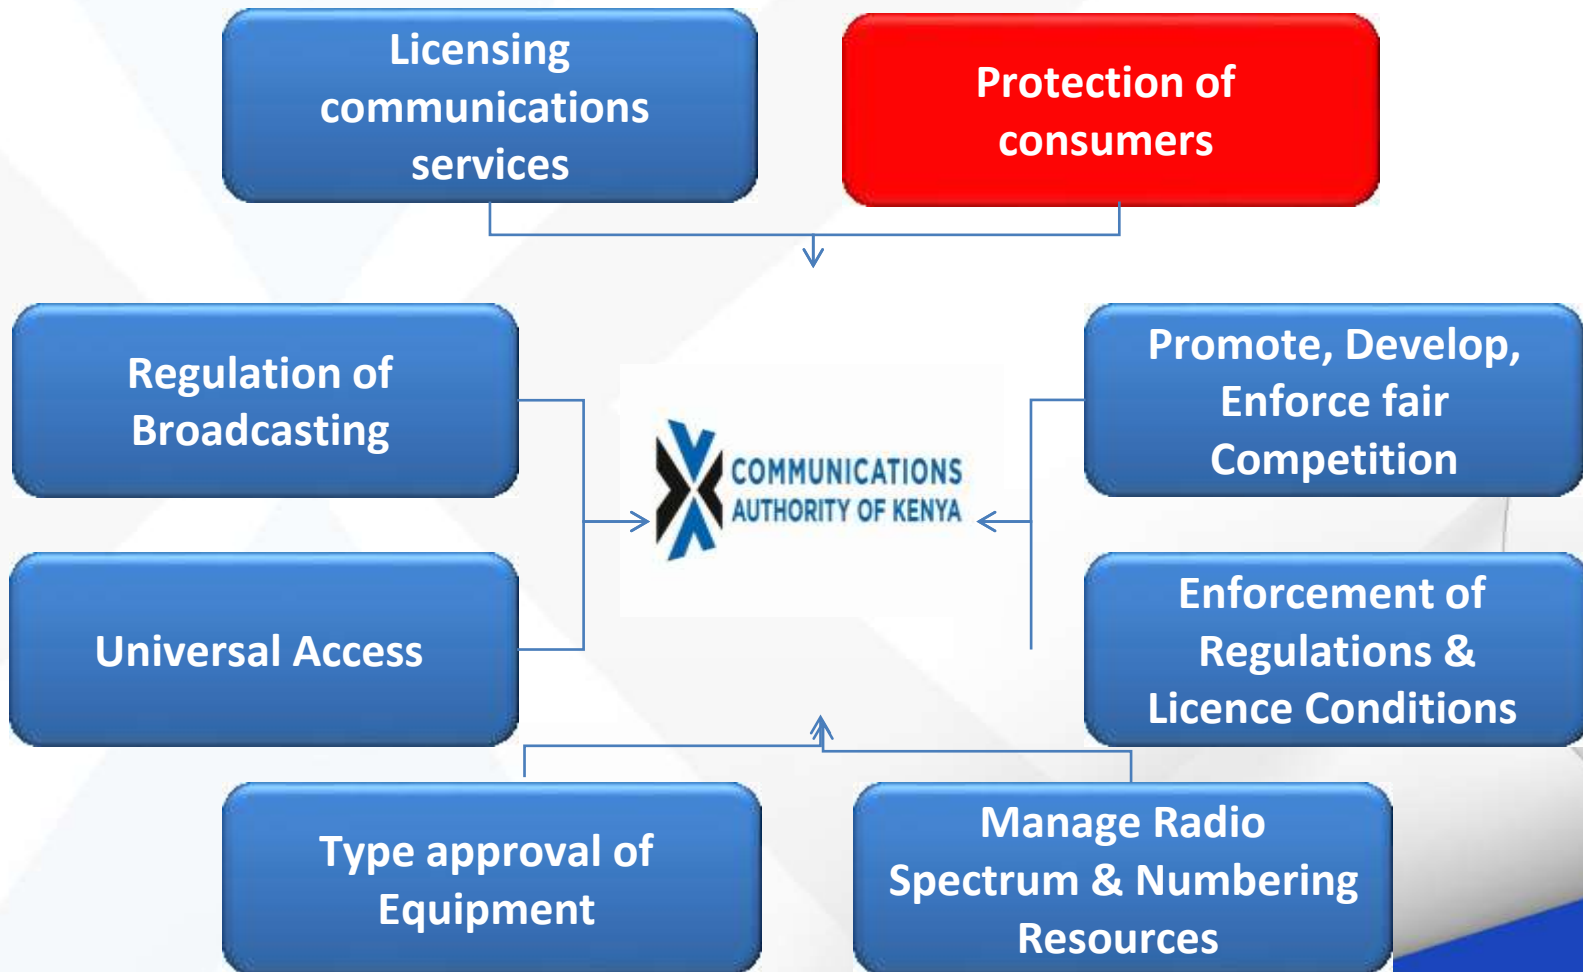 Licensing
communications
services
Protection of
consumers
Regulation of
Broadcasting
Promote, Develop,
Enforce fair
Competition
COMMUNICATIONS
AUTHORITY OF KENYA
Universal Access
Enforcement of
Regulations &
Licence Conditions
Type approval of
Equipment
Manage Radio
Spectrum & Numbering
Resources